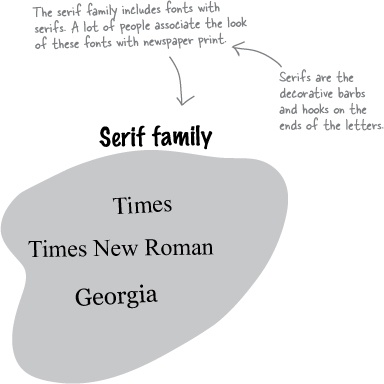 The serif family includes fonts with
serifs. A lot of people associate the look
of these fonts with newspaper print.
Serifs are the
decorative barbs
and hooks on the
ends of the letters.
Serif family
Times
Times New Roman
Georgia